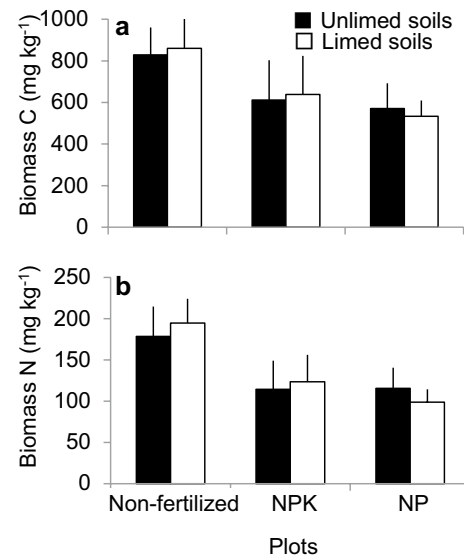 a
Unlimed soils
Limed soils
Biomass C (mg kg⁻¹)
1000
800
600
400
200
0
b
Biomass N (mg kg⁻¹)
250
200
150
100
50
0
Non-fertilized NPK NP
Plots